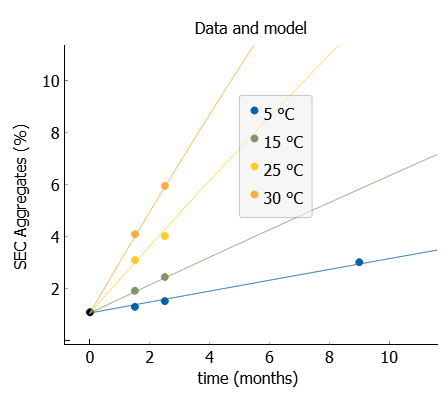 Data and model
SEC Aggregates (%)
10
8
6
4
2
5 °C
15 °C
25 °C
30 °C
0 2 4 6 8 10
time (months)